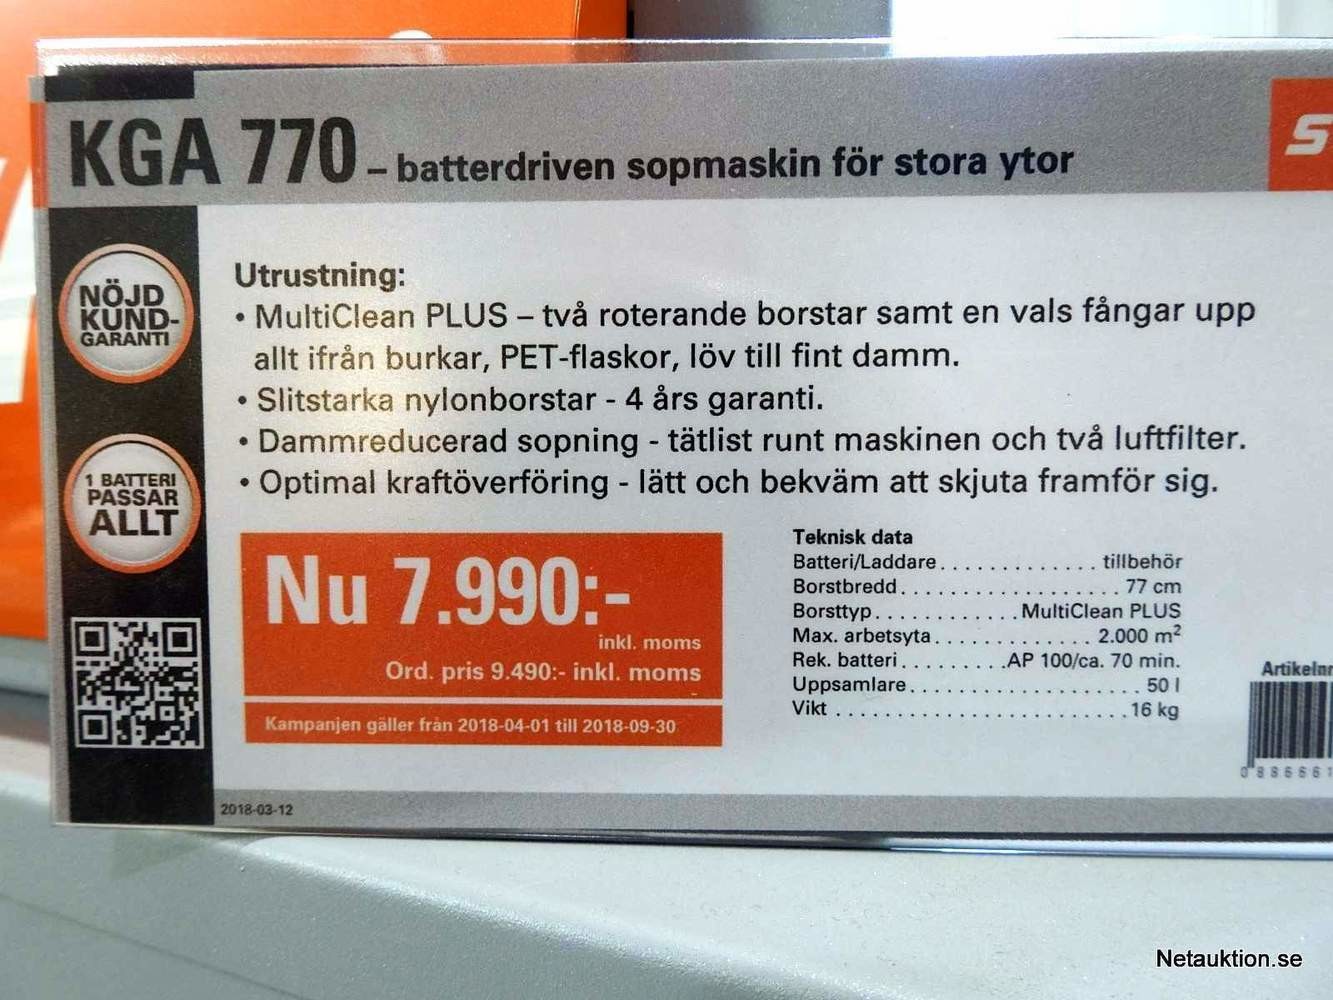 KGA 770 – batterdriven sopmaskin för stora ytor
NÖJD
KUND-
GARANTI
1 BATTERI
PASSAR
ALLT
Utrustning:
• MultiClean PLUS – två roterande borstar samt en vals fångar upp
allt ifrån burkar, PET-flaskor, löv till fint damm.
• Slitstarka nylonborstar - 4 års garanti.
• Dammreducerad sopning - tätlist runt maskinen och två luftfilter.
• Optimal kraftöverföring - lätt och bekväm att skjuta framför sig.
Nu 7.990:-
inkl. moms
Ord. pris 9.490:- inkl. moms
Kampanjen gäller från 2018-04-01 till 2018-09-30
Teknisk data
Batteri/Laddare.............tillbehör
Borstbredd..................77 cm
Borsttyp............MultiClean PLUS
Max. arbetsyta.............2.000 m²
Rek. batteri.........AP 100/ca. 70 min.
Uppsamlare....................50 l
Vikt........................16 kg
Artikelnr
2018-03-12
Netauktion.se